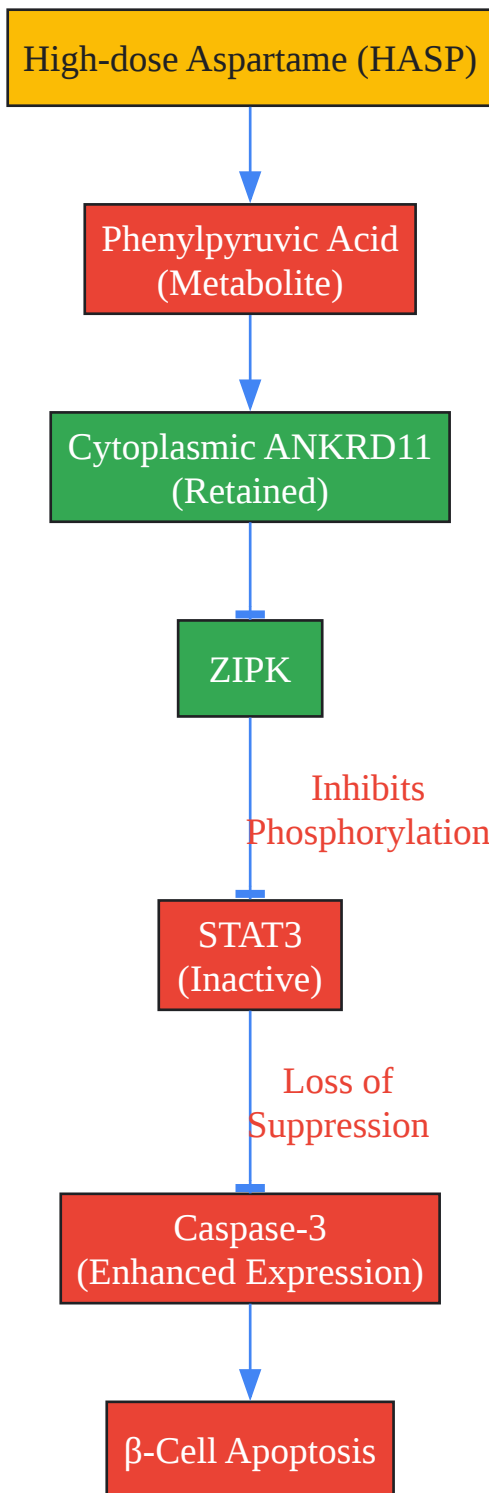 High-dose Aspartame (HASP)
Phenylpyruvic Acid
(Metabolite)
Cytoplasmic ANKRD11
(Retained)
ZIPK
Inhibits
Phosphorylation
STAT3
(Inactive)
Loss of
Suppression
Caspase-3
(Enhanced Expression)
β-Cell Apoptosis